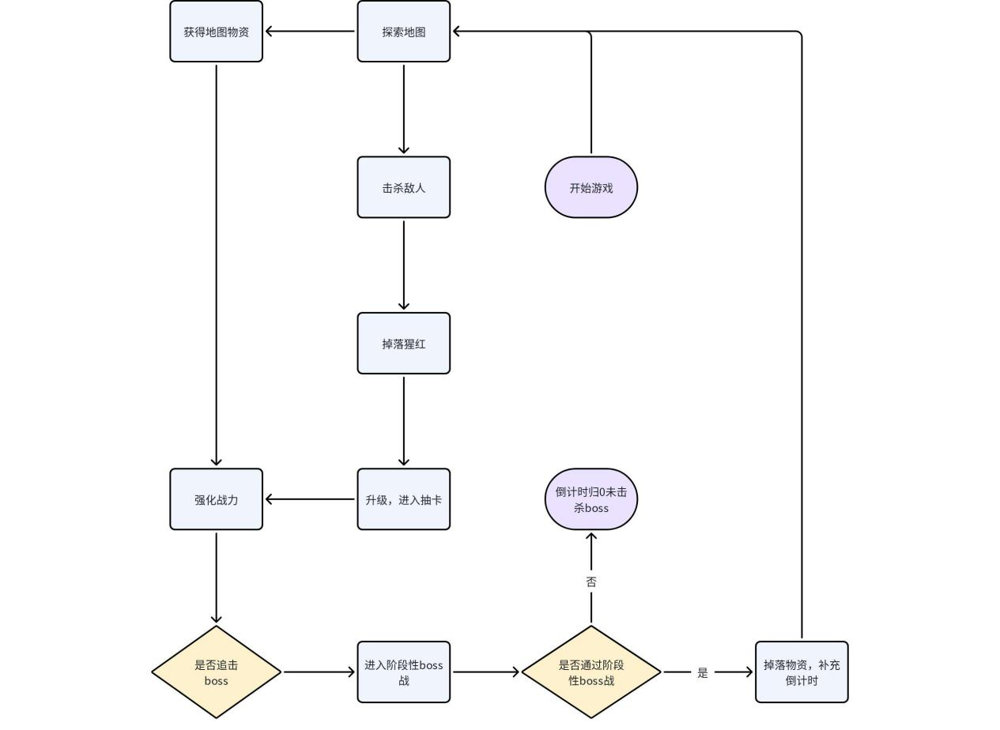 获得地图物资
探索地图
击杀敌人
开始游戏
掉落猩红
强化战力
升级，进入抽卡
倒计时归0未击
杀boss
否
是否追击
boss
进入阶段性boss
战
是否通过阶段
性boss战
是
掉落物资，补充
倒计时